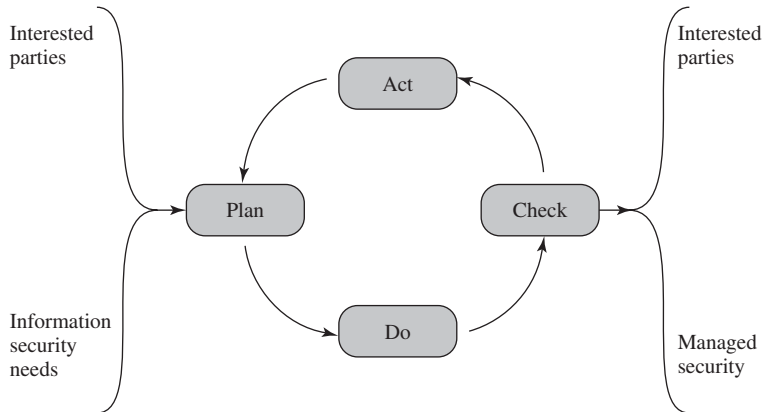 Interested
parties
Interested
parties
Act
Plan
Check
Do
Information
security
needs
Managed
security